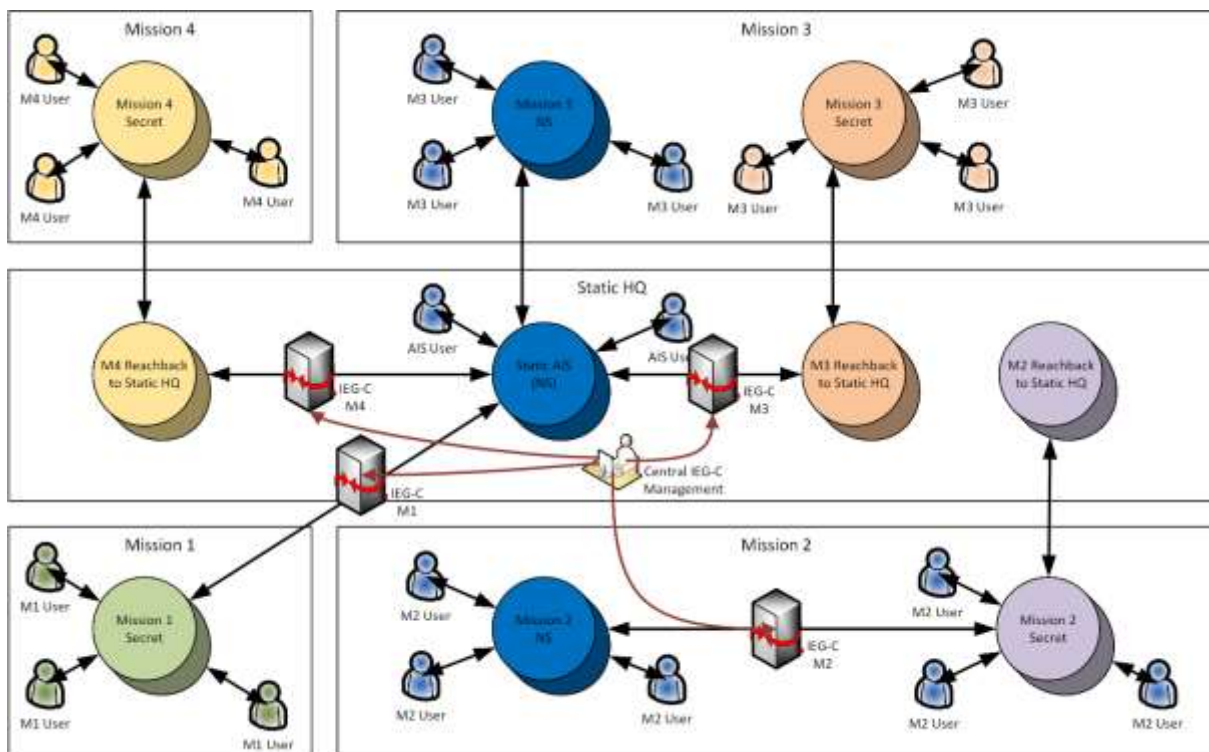 Mission 4
M4 User
Mission 4
Secret
M4 User
M4 User
Mission 3
M3 User
Mission 3
NS
M3 User
M3 User
Mission 3
Secret
M3 User
M3 User
M3 User
Static HQ
M4 Reachback
to Static HQ
IEG-C
M4
AIS User
Static AIS
(NS)
AIS User
IEG-C
M3
M3 Reachback
to Static HQ
M2 Reachback
to Static HQ
IEG-C
M1
Central IEG-C
Management
Mission 1
M1 User
Mission 1
Secret
M1 User
M1 User
Mission 2
M2 User
Mission 2
NS
M2 User
M2 User
IEG-C
M2
M2 User
Mission 2
Secret
M2 User
M2 User